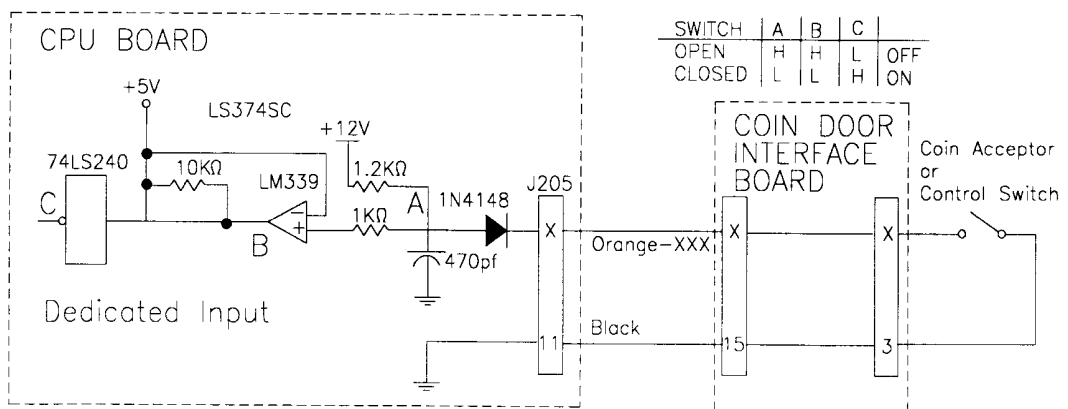 CPU BOARD
SWITCH A B C
OPEN H H L OFF
CLOSED L L H ON
+5V
LS374SC
+12V
COIN DOOR
INTERFACE
BOARD
Coin Acceptor
or
Control Switch
74LS240
10KΩ
LM339
1.2KΩ
A
1N4148
J205
C
B
−
+
1KΩ
470pf
X
Orange-XXX
X
X
Dedicated Input
Black
11
15
3